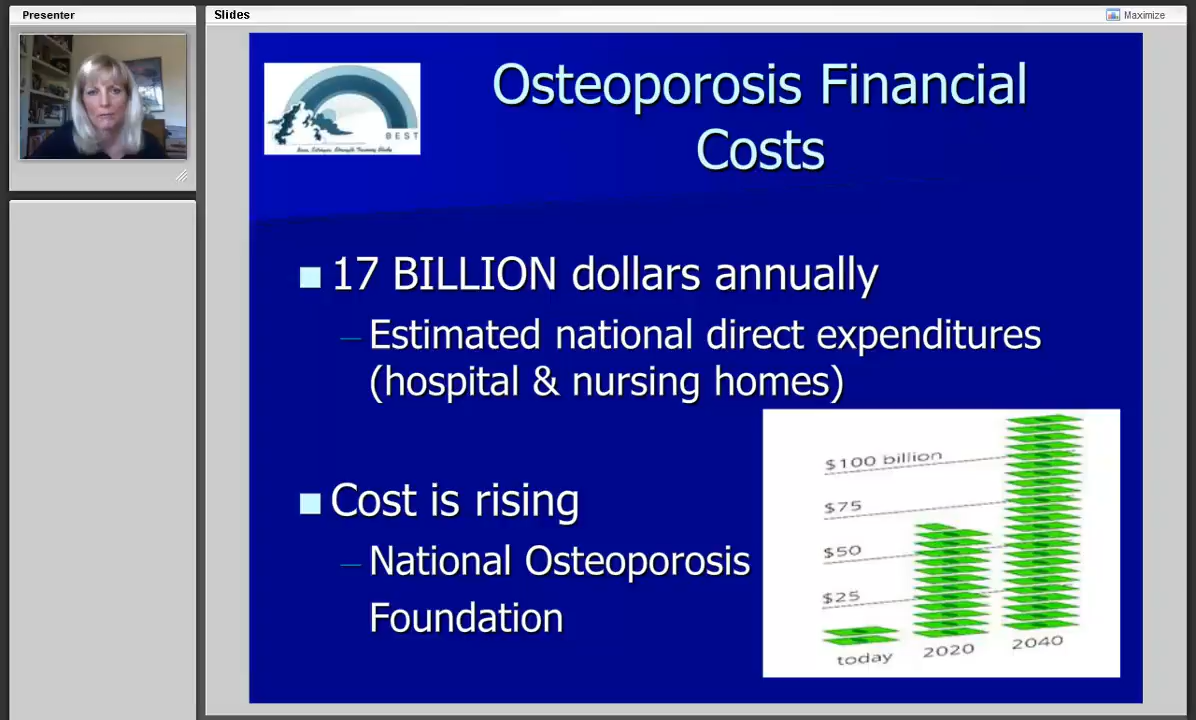 Presenter
Slides
Maximize
BEST
Osteoporosis Financial
Costs
17 BILLION dollars annually
–Estimated national direct expenditures
(hospital & nursing homes)
Cost is rising
–National Osteoporosis
Foundation
$100 billion
$75
$50
$25
today
2020
2040